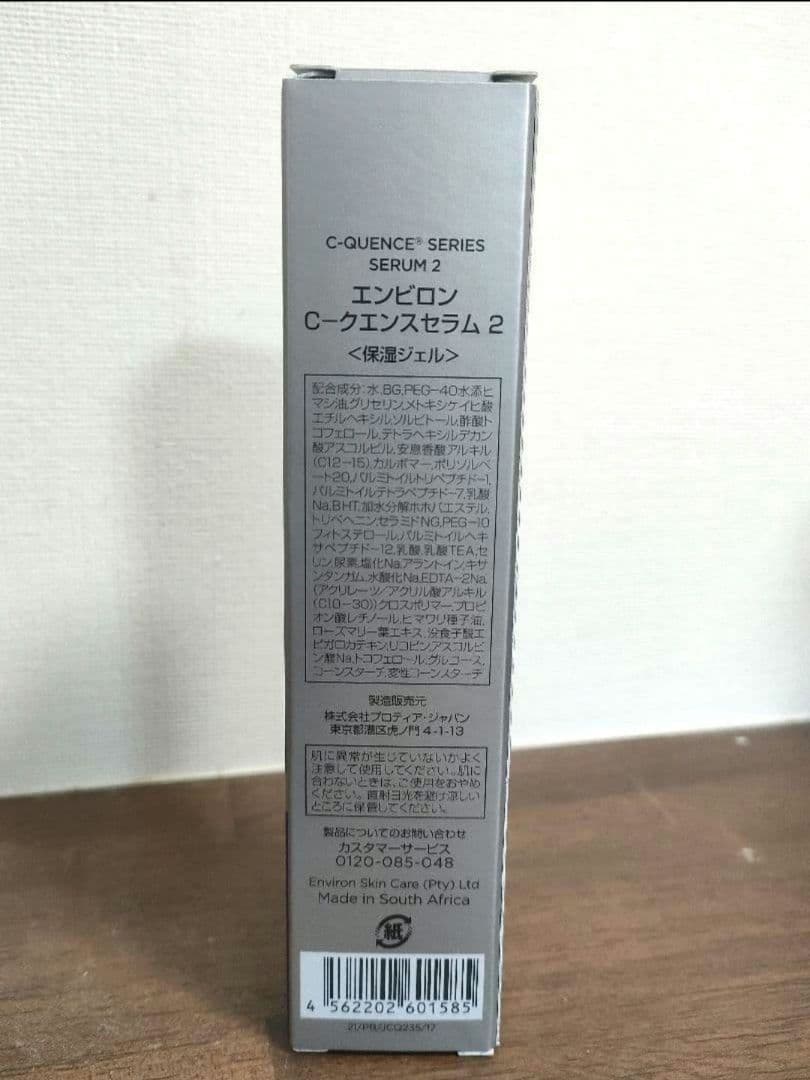 C-QUENCE® SERIES
SERUM 2
エンビロン
C−クエンスセラム 2
＜保湿ジェル＞
配合成分：水,BG,PEG−40水添ヒ
マシ油,グリセリン,メトキシケイヒ酸
エチルヘキシル,ソルビトール,酢酸ト
コフェロール,テトラヘキシルデカン
酸アスコルビル,安息香酸アルキル
(C12−15),カルボマー,ポリソルベ
ート20,パルミトイルトリペプチド−1,
パルミトイルテトラペプチド−7,乳酸
Na,BHT,加水分解ホホバエステル,
トリベヘニン,セラミドNG,PEG−10
フィトステロール,パルミトイルヘキ
サペプチド−12,乳酸,乳酸TEA,セ
リン,尿素,塩化Na,アラントイン,キサ
ンタンガム,水酸化Na,EDTA−2Na,
(アクリレーツ/アクリル酸アルキル
(C10−30))クロスポリマー,プロピ
オン酸レチノール,ヒマワリ種子油,
ローズマリー葉エキス,没食子酸エ
ピガロカテキン,リコピン,アスコルビ
ン酸Na,トコフェロール,グルコース,
コーンスターチ,変性コーンスターチ
製造販売元
株式会社プロティア・ジャパン
東京都港区虎ノ門 4-1-13
肌に異常が生じていないかよく
注意して使用してください。肌に
合わないときは、ご使用をおやめ
ください。直射日光を避け涼しい
ところに保管してください。
製品についてのお問い合わせ
カスタマーサービス
0120-085-048
Environ Skin Care (Pty) Ltd
Made in South Africa
紙
4 562202 601585
21/PB/JCQ235/17